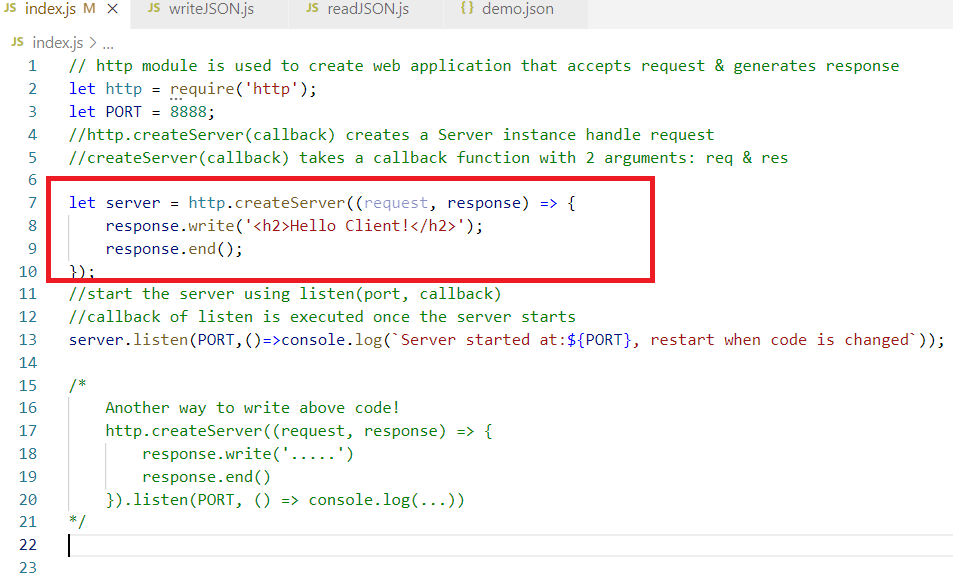 JS index.js M × JS writeJSON.js JS readJSON.js {} demo.json
JS index.js > ...
1 // http module is used to create web application that accepts request & generates response
2 let http = require('http');
3 let PORT = 8888;
4 //http.createServer(callback) creates a Server instance handle request
5 //createServer(callback) takes a callback function with 2 arguments: req & res
6
7 let server = http.createServer((request, response) => {
8 response.write('<h2>Hello Client!</h2>');
9 response.end();
10 });
11 //start the server using listen(port, callback)
12 //callback of listen is executed once the server starts
13 server.listen(PORT,()=>console.log(`Server started at:${PORT}, restart when code is changed`));
14
15 /*
16 Another way to write above code!
17 http.createServer((request, response) => {
18 response.write('.....')
19 response.end()
20 }).listen(PORT, () => console.log(...))
21 */
22
23